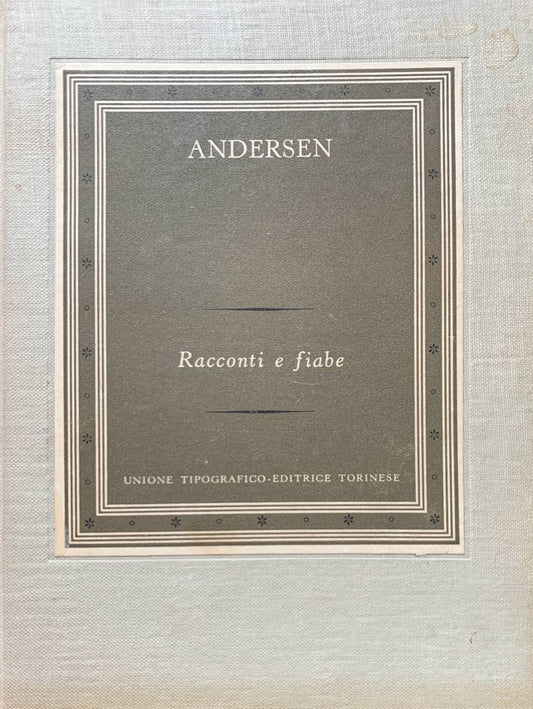 ANDERSEN
Racconti e fiabe
UNIONE TIPOGRAFICO-EDITRICE TORINESE